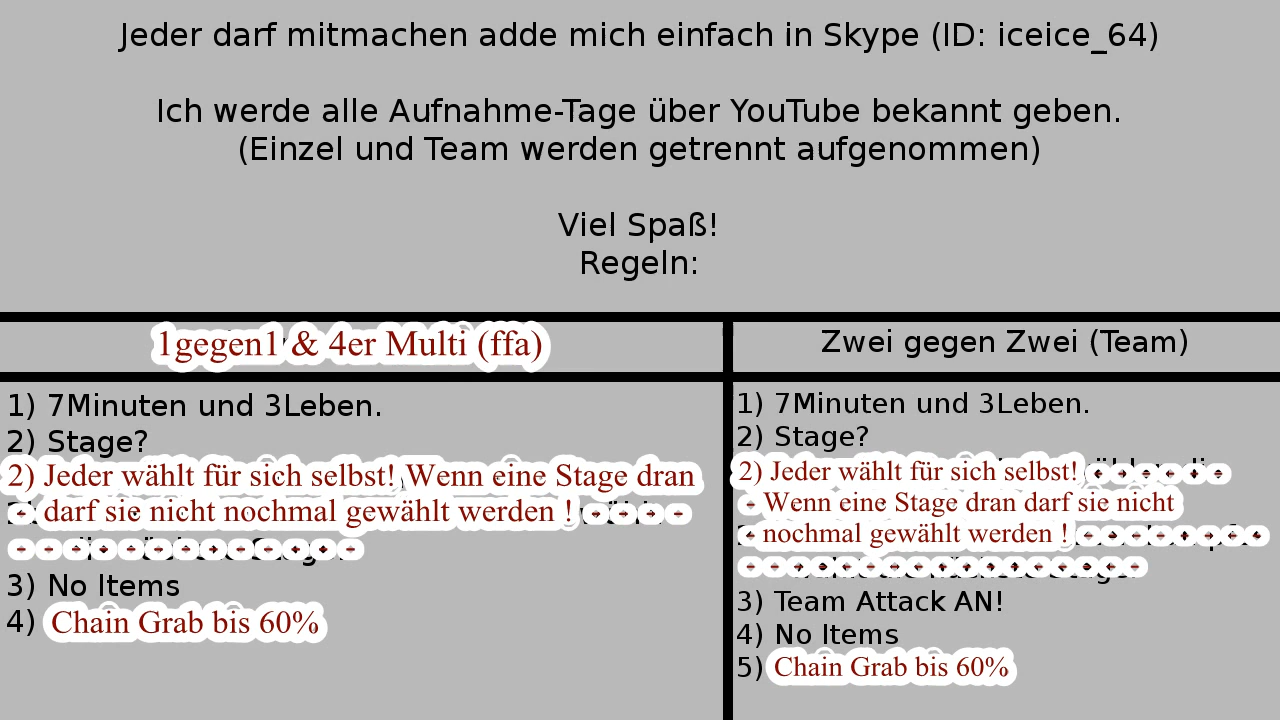 Jeder darf mitmachen adde mich einfach in Skype (ID: iceice_64)
Ich werde alle Aufnahme-Tage über YouTube bekannt geben.
(Einzel und Team werden getrennt aufgenommen)
Viel Spaß!
Regeln:
1gegen1 & 4er Multi (ffa)
1) 7Minuten und 3Leben.
2) Stage?
2) Jeder wählt für sich selbst! Wenn eine Stage dran
- darf sie nicht nochmal gewählt werden !
3) No Items
4) Chain Grab bis 60%
Zwei gegen Zwei (Team)
1) 7Minuten und 3Leben.
2) Stage?
2) Jeder wählt für sich selbst!
- Wenn eine Stage dran darf sie nicht
- nochmal gewählt werden !
3) Team Attack AN!
4) No Items
5) Chain Grab bis 60%